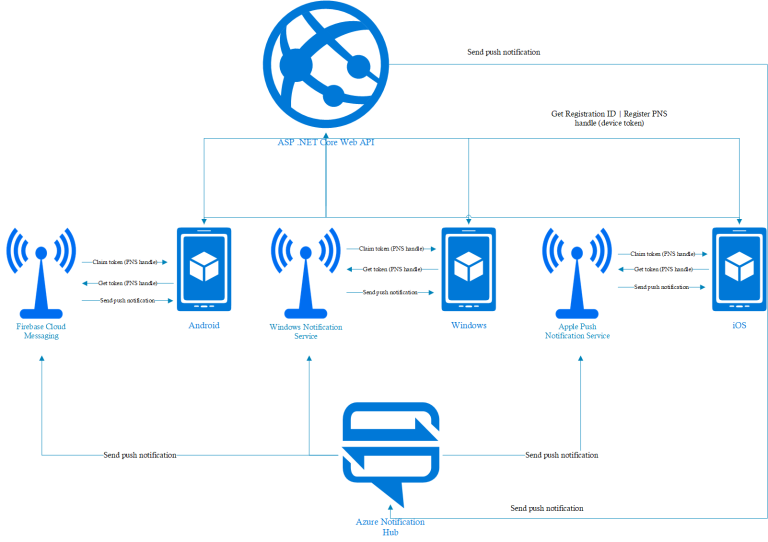 Send push notification
Get Registration ID | Register PNS
handle (device token)
ASP .NET Core Web API
Claim token (PNS handle)
Get token (PNS handle)
Send push notification
Claim token (PNS handle)
Get token (PNS handle)
Send push notification
Claim token (PNS handle)
Get token (PNS handle)
Send push notification
Firebase Cloud
Messaging
Android
Windows Notification
Service
Windows
Apple Push
Notification Service
iOS
Send push notification
Send push notification
Send push notification
Azure Notification
Hub